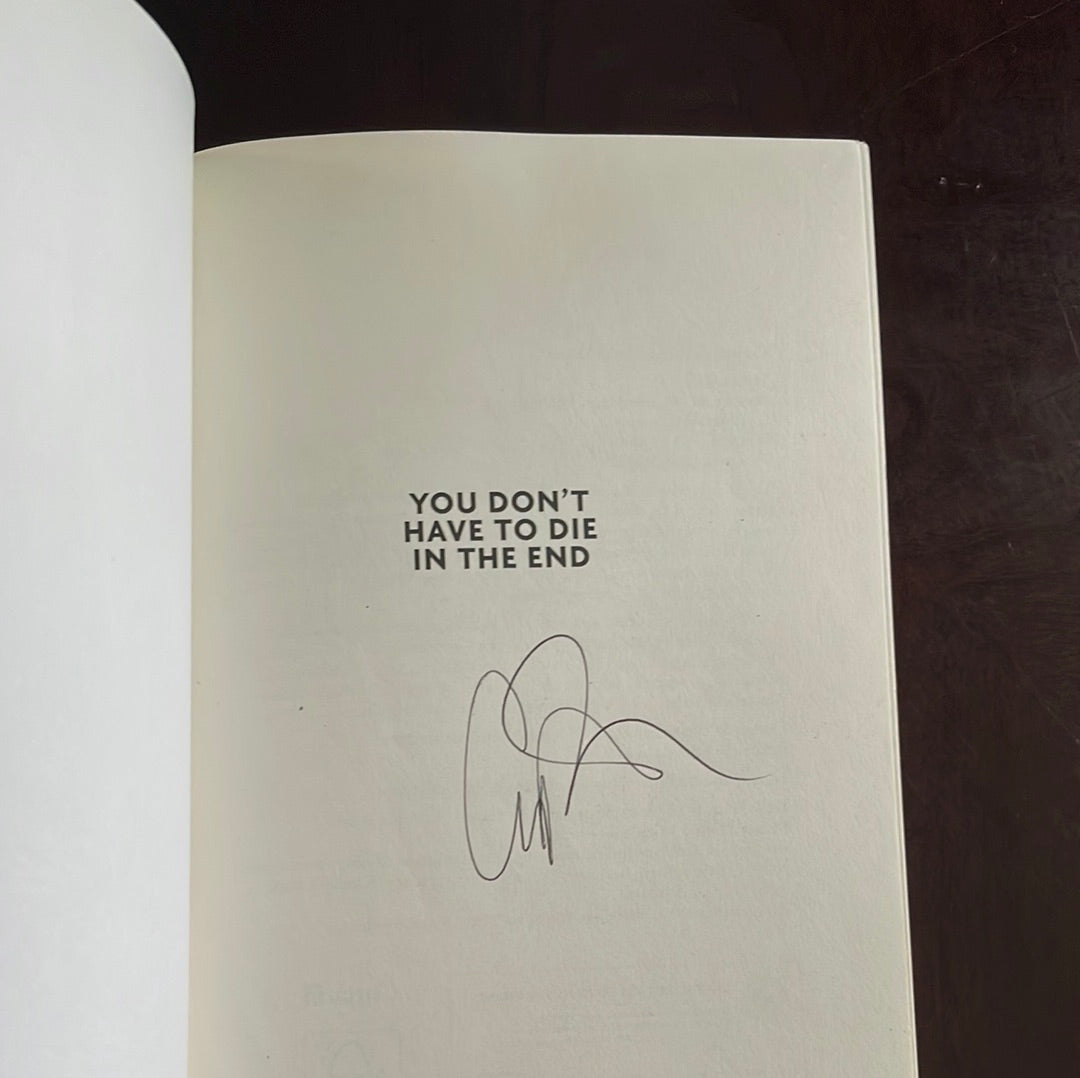 YOU DON'T
HAVE TO DIE
IN THE END